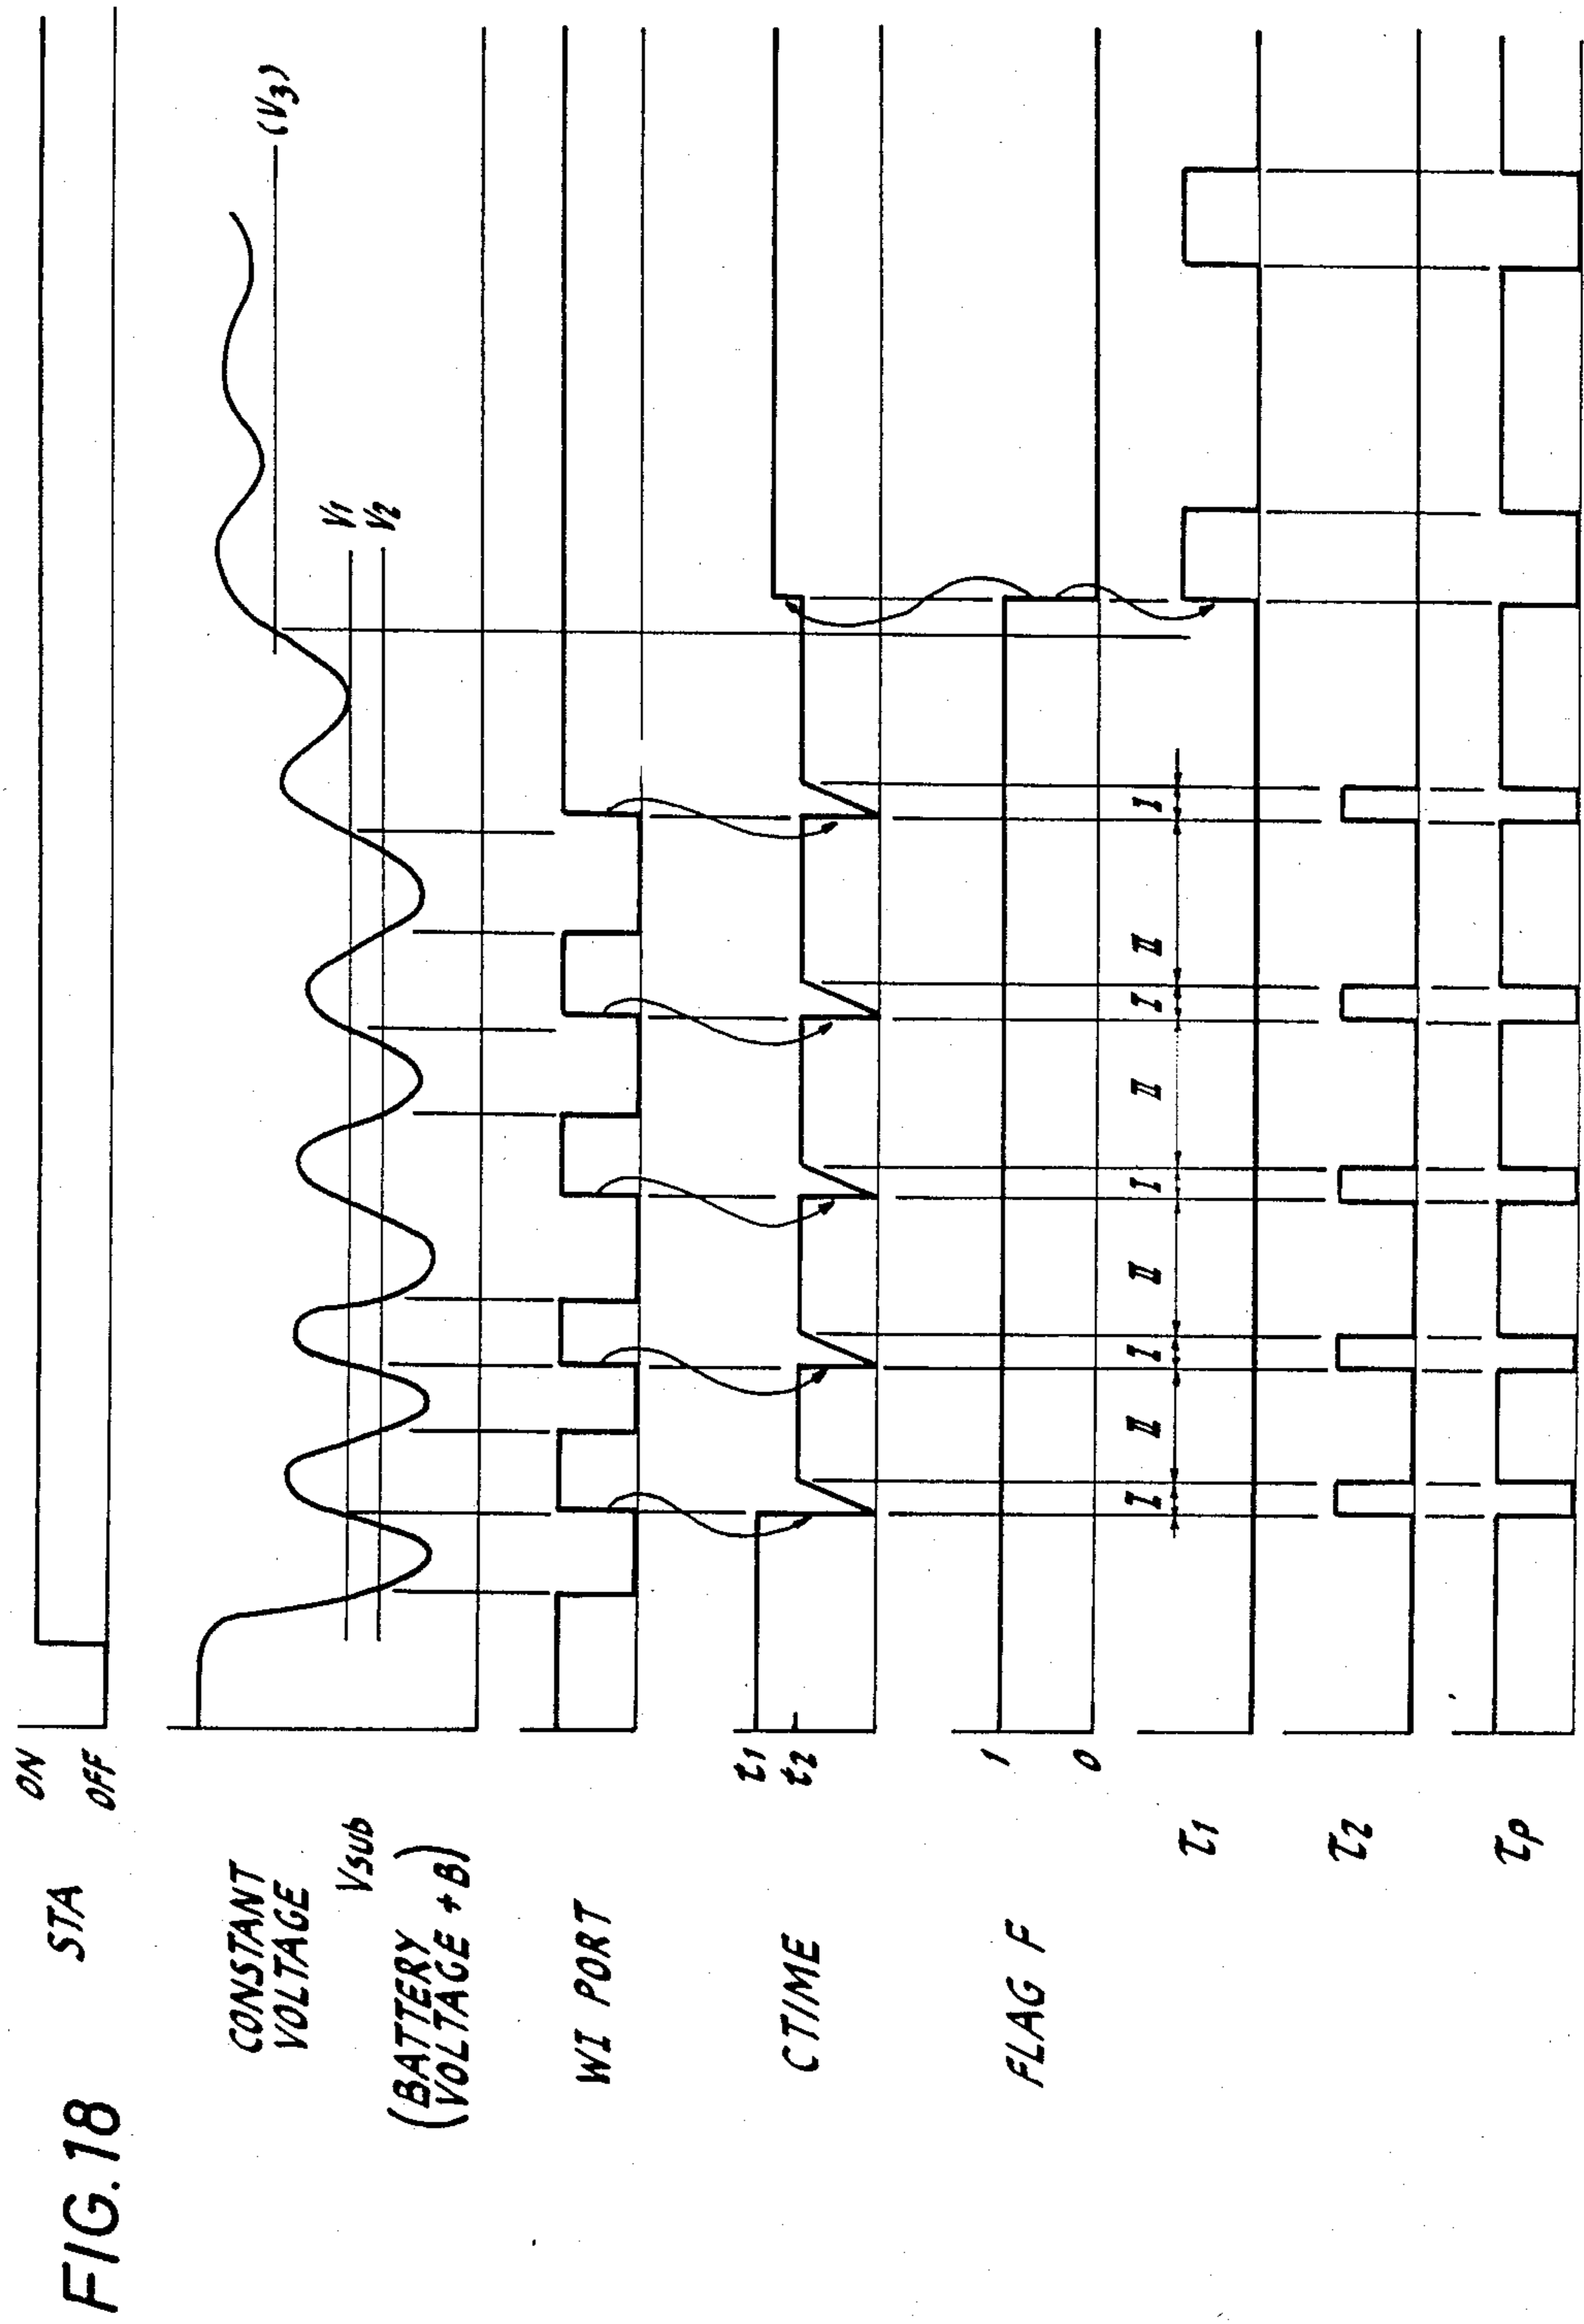 FIG. 18
STA
ON
OFF
CONSTANT
VOLTAGE
Vsub
(BATTERY
VOLTAGE +B)
V1
V2
(V3)
WI PORT
CTIME
t1
t2
FLAG F
1
0
I II I II I II I II I
τ1
τ2
τP